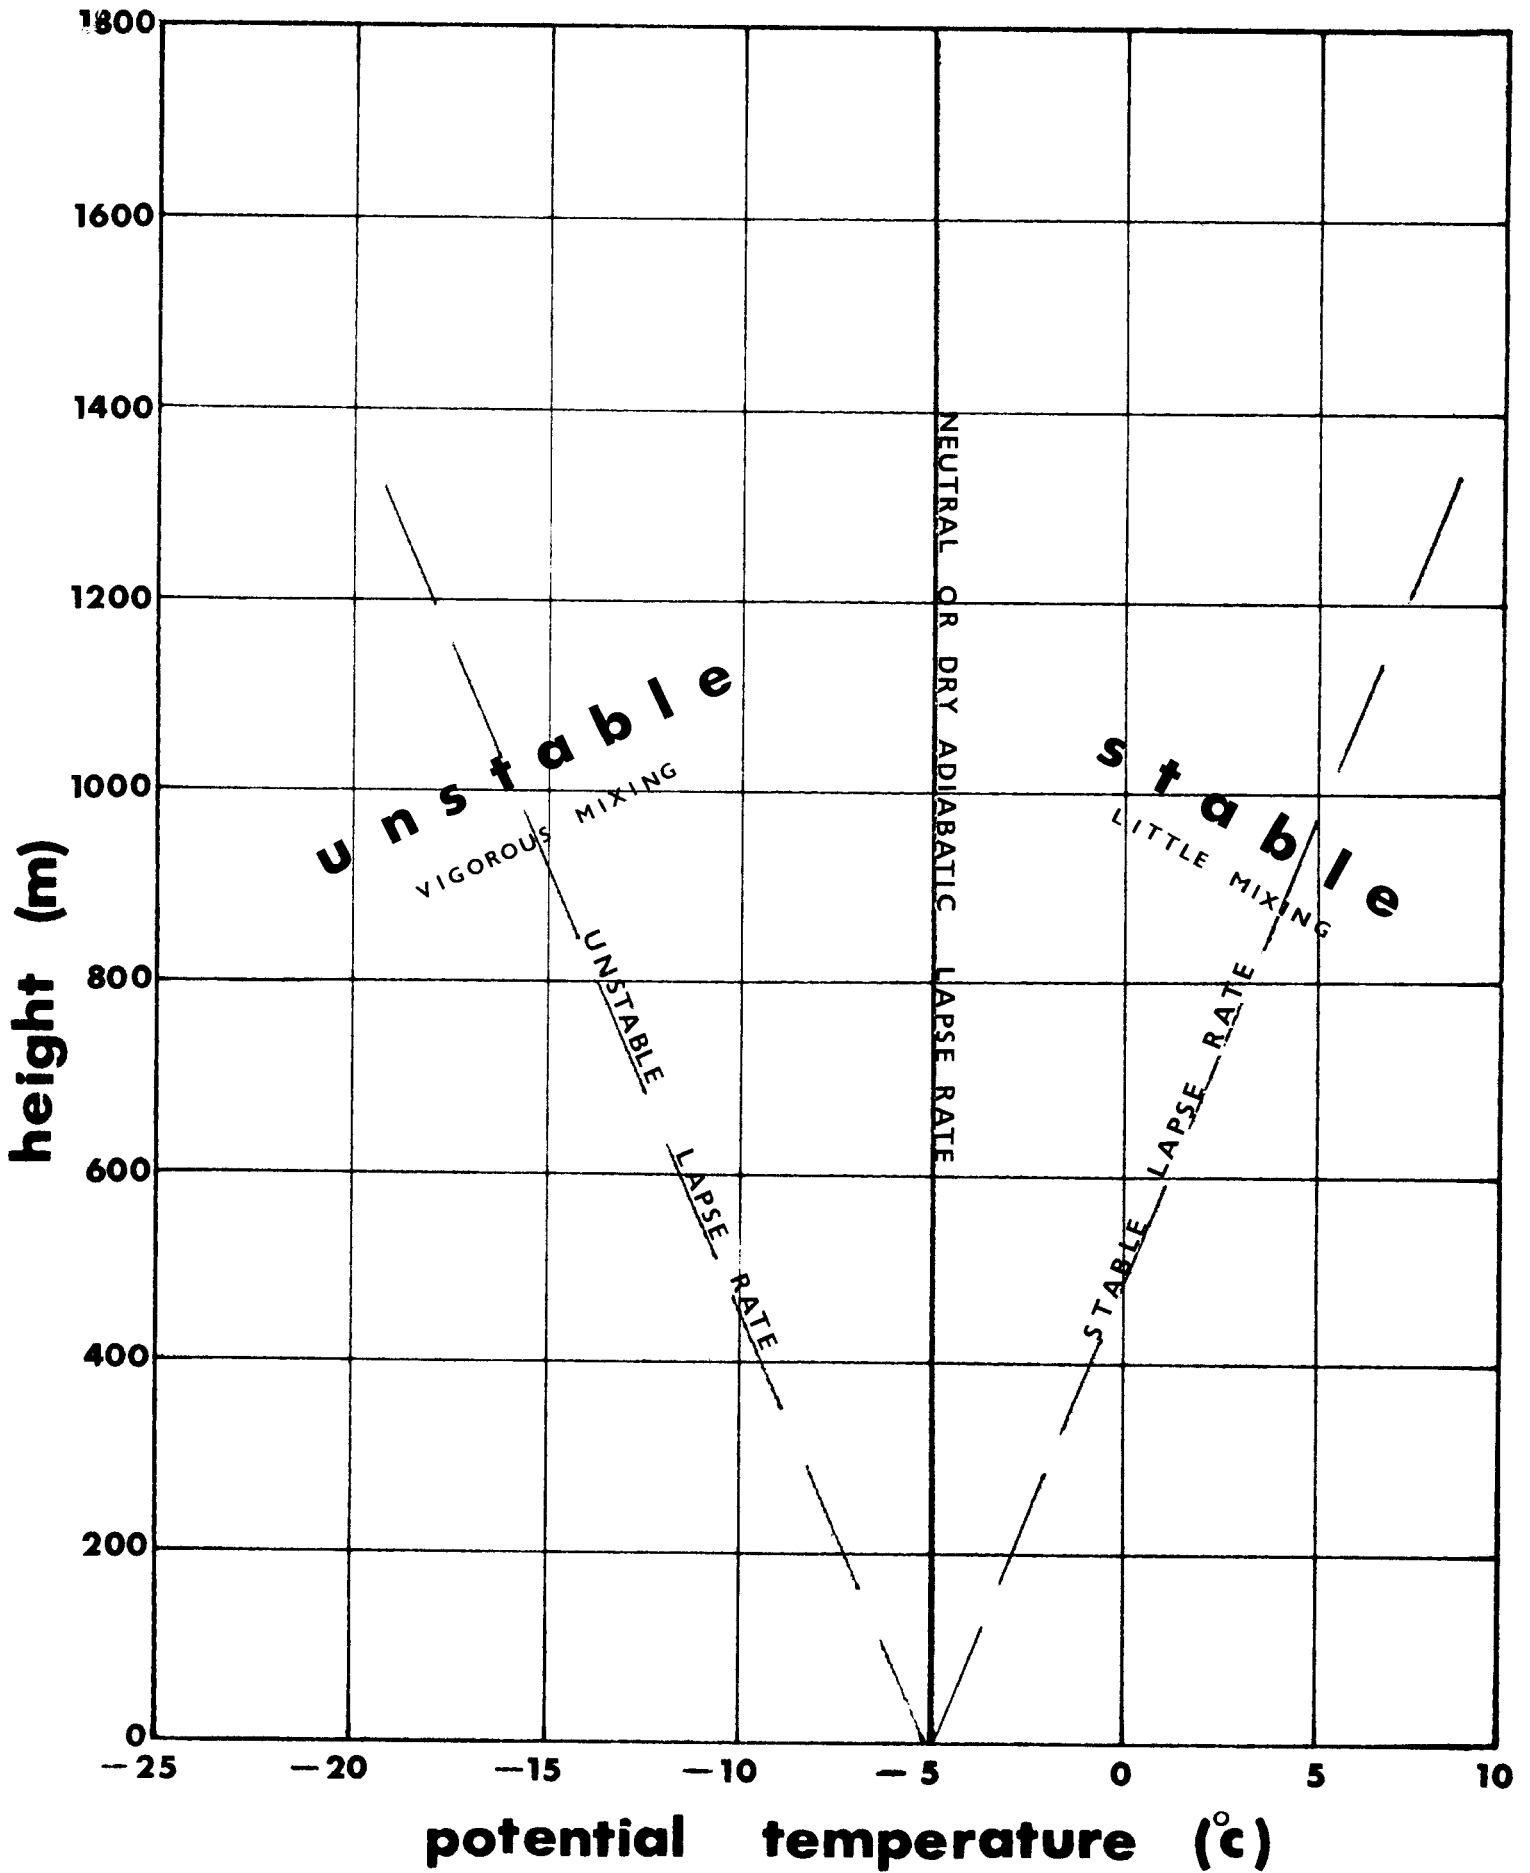 1800
1600
1400
1200
1000
800
600
400
200
0
height (m)
unstable
VIGOROUS MIXING
UNSTABLE LAPSE RATE
NEUTRAL OR DRY ADIABATIC LAPSE RATE
stable
LITTLE MIXING
STABLE LAPSE RATE
—25 —20 —15 —10 —5 0 5 10
potential temperature (°c)